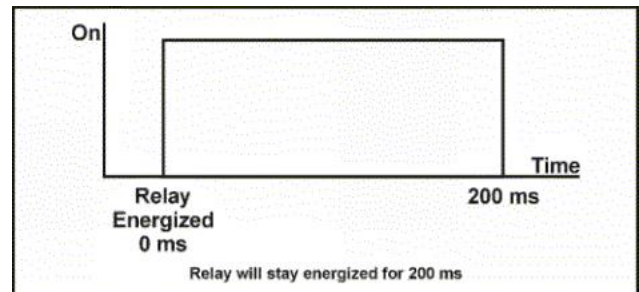 On
Time
Relay
Energized
0 ms
200 ms
Relay will stay energized for 200 ms